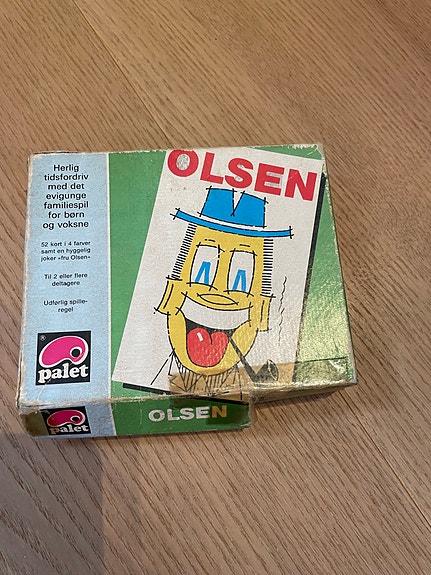 Herlig
tidsfordriv
med det
evigunge
familiespil
for børn
og voksne
52 kort i 4 farver
samt en hyggelig
joker »fru Olsen«
Til 2 eller flere
deltagere
Udførlig spille-
regel
®
palet
OLSEN
palet
OLSEN